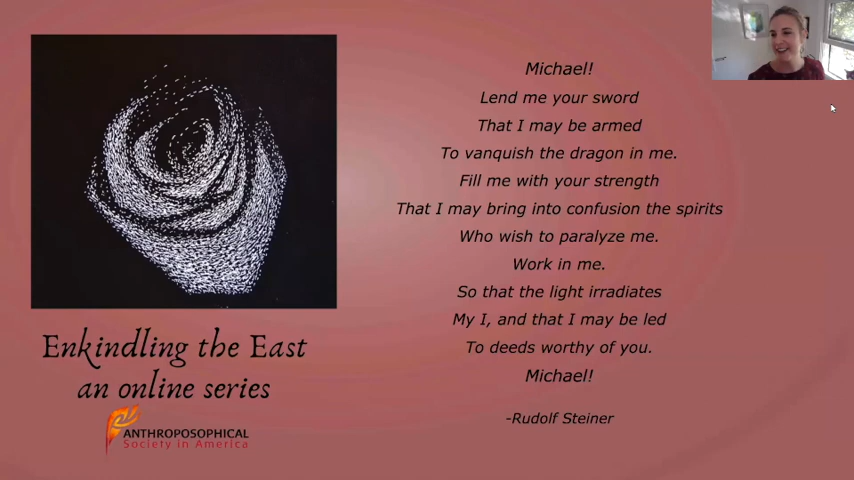 Michael!
Lend me your sword
That I may be armed
To vanquish the dragon in me.
Fill me with your strength
That I may bring into confusion the spirits
Who wish to paralyze me.
Work in me.
So that the light irradiates
My I, and that I may be led
To deeds worthy of you.
Michael!
-Rudolf Steiner
Enkindling the East
an online series
ANTHROPOSOPHICAL
Society in America